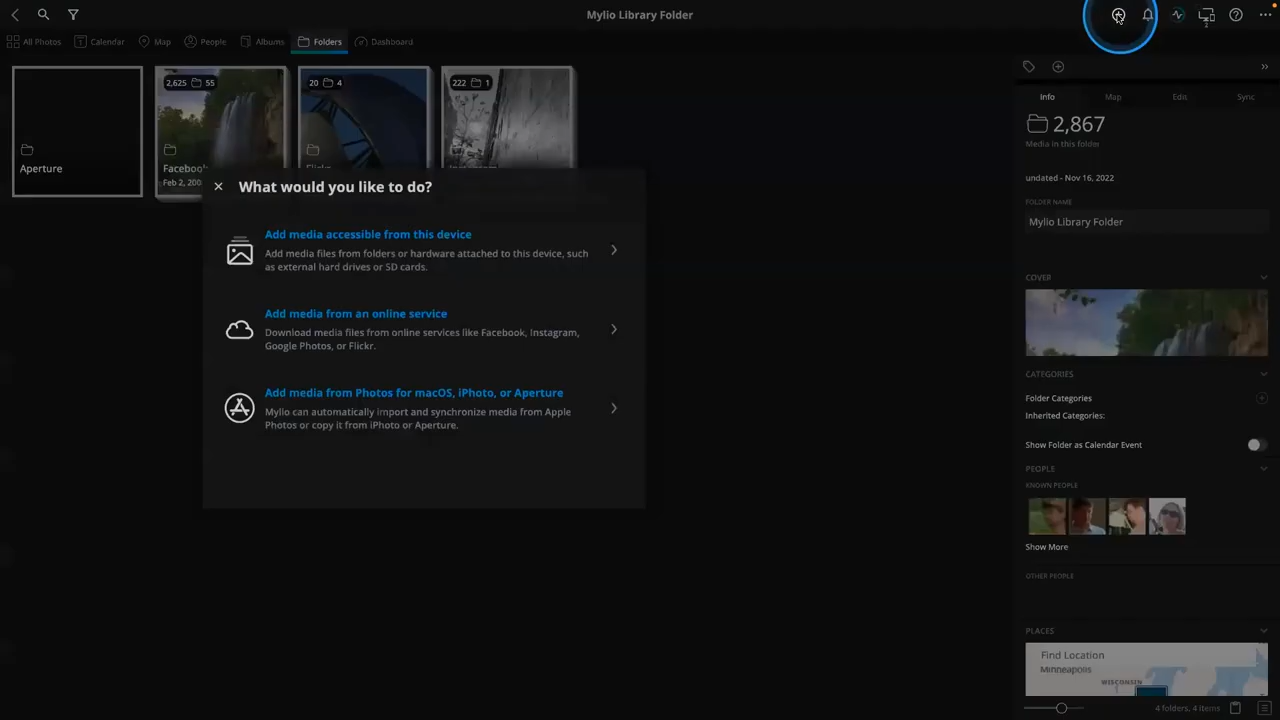 Mylio Library Folder
All Photos
Calendar
Map
People
Albums
Folders
Dashboard
2,625 55
20 4
222 1
Aperture
Facebook
Flickr
Feb 2, 200
What would you like to do?
Add media accessible from this device
Add media files from folders or hardware attached to this device, such
as external hard drives or SD cards.
Add media from an online service
Download media files from online services like Facebook, Instagram,
Google Photos, or Flickr.
Add media from Photos for macOS, iPhoto, or Aperture
Mylio can automatically import and synchronize media from Apple
Photos or copy it from iPhoto or Aperture.
Info
Map
Edit
Sync
2,867
Media in this folder
undated - Nov 16, 2022
FOLDER NAME
Mylio Library Folder
COVER
CATEGORIES
Folder Categories
Inherited Categories:
Show Folder as Calendar Event
PEOPLE
KNOWN PEOPLE
Show More
OTHER PEOPLE
PLACES
Find Location
Minneapolis
WISCONSIN
4 folders, 4 items